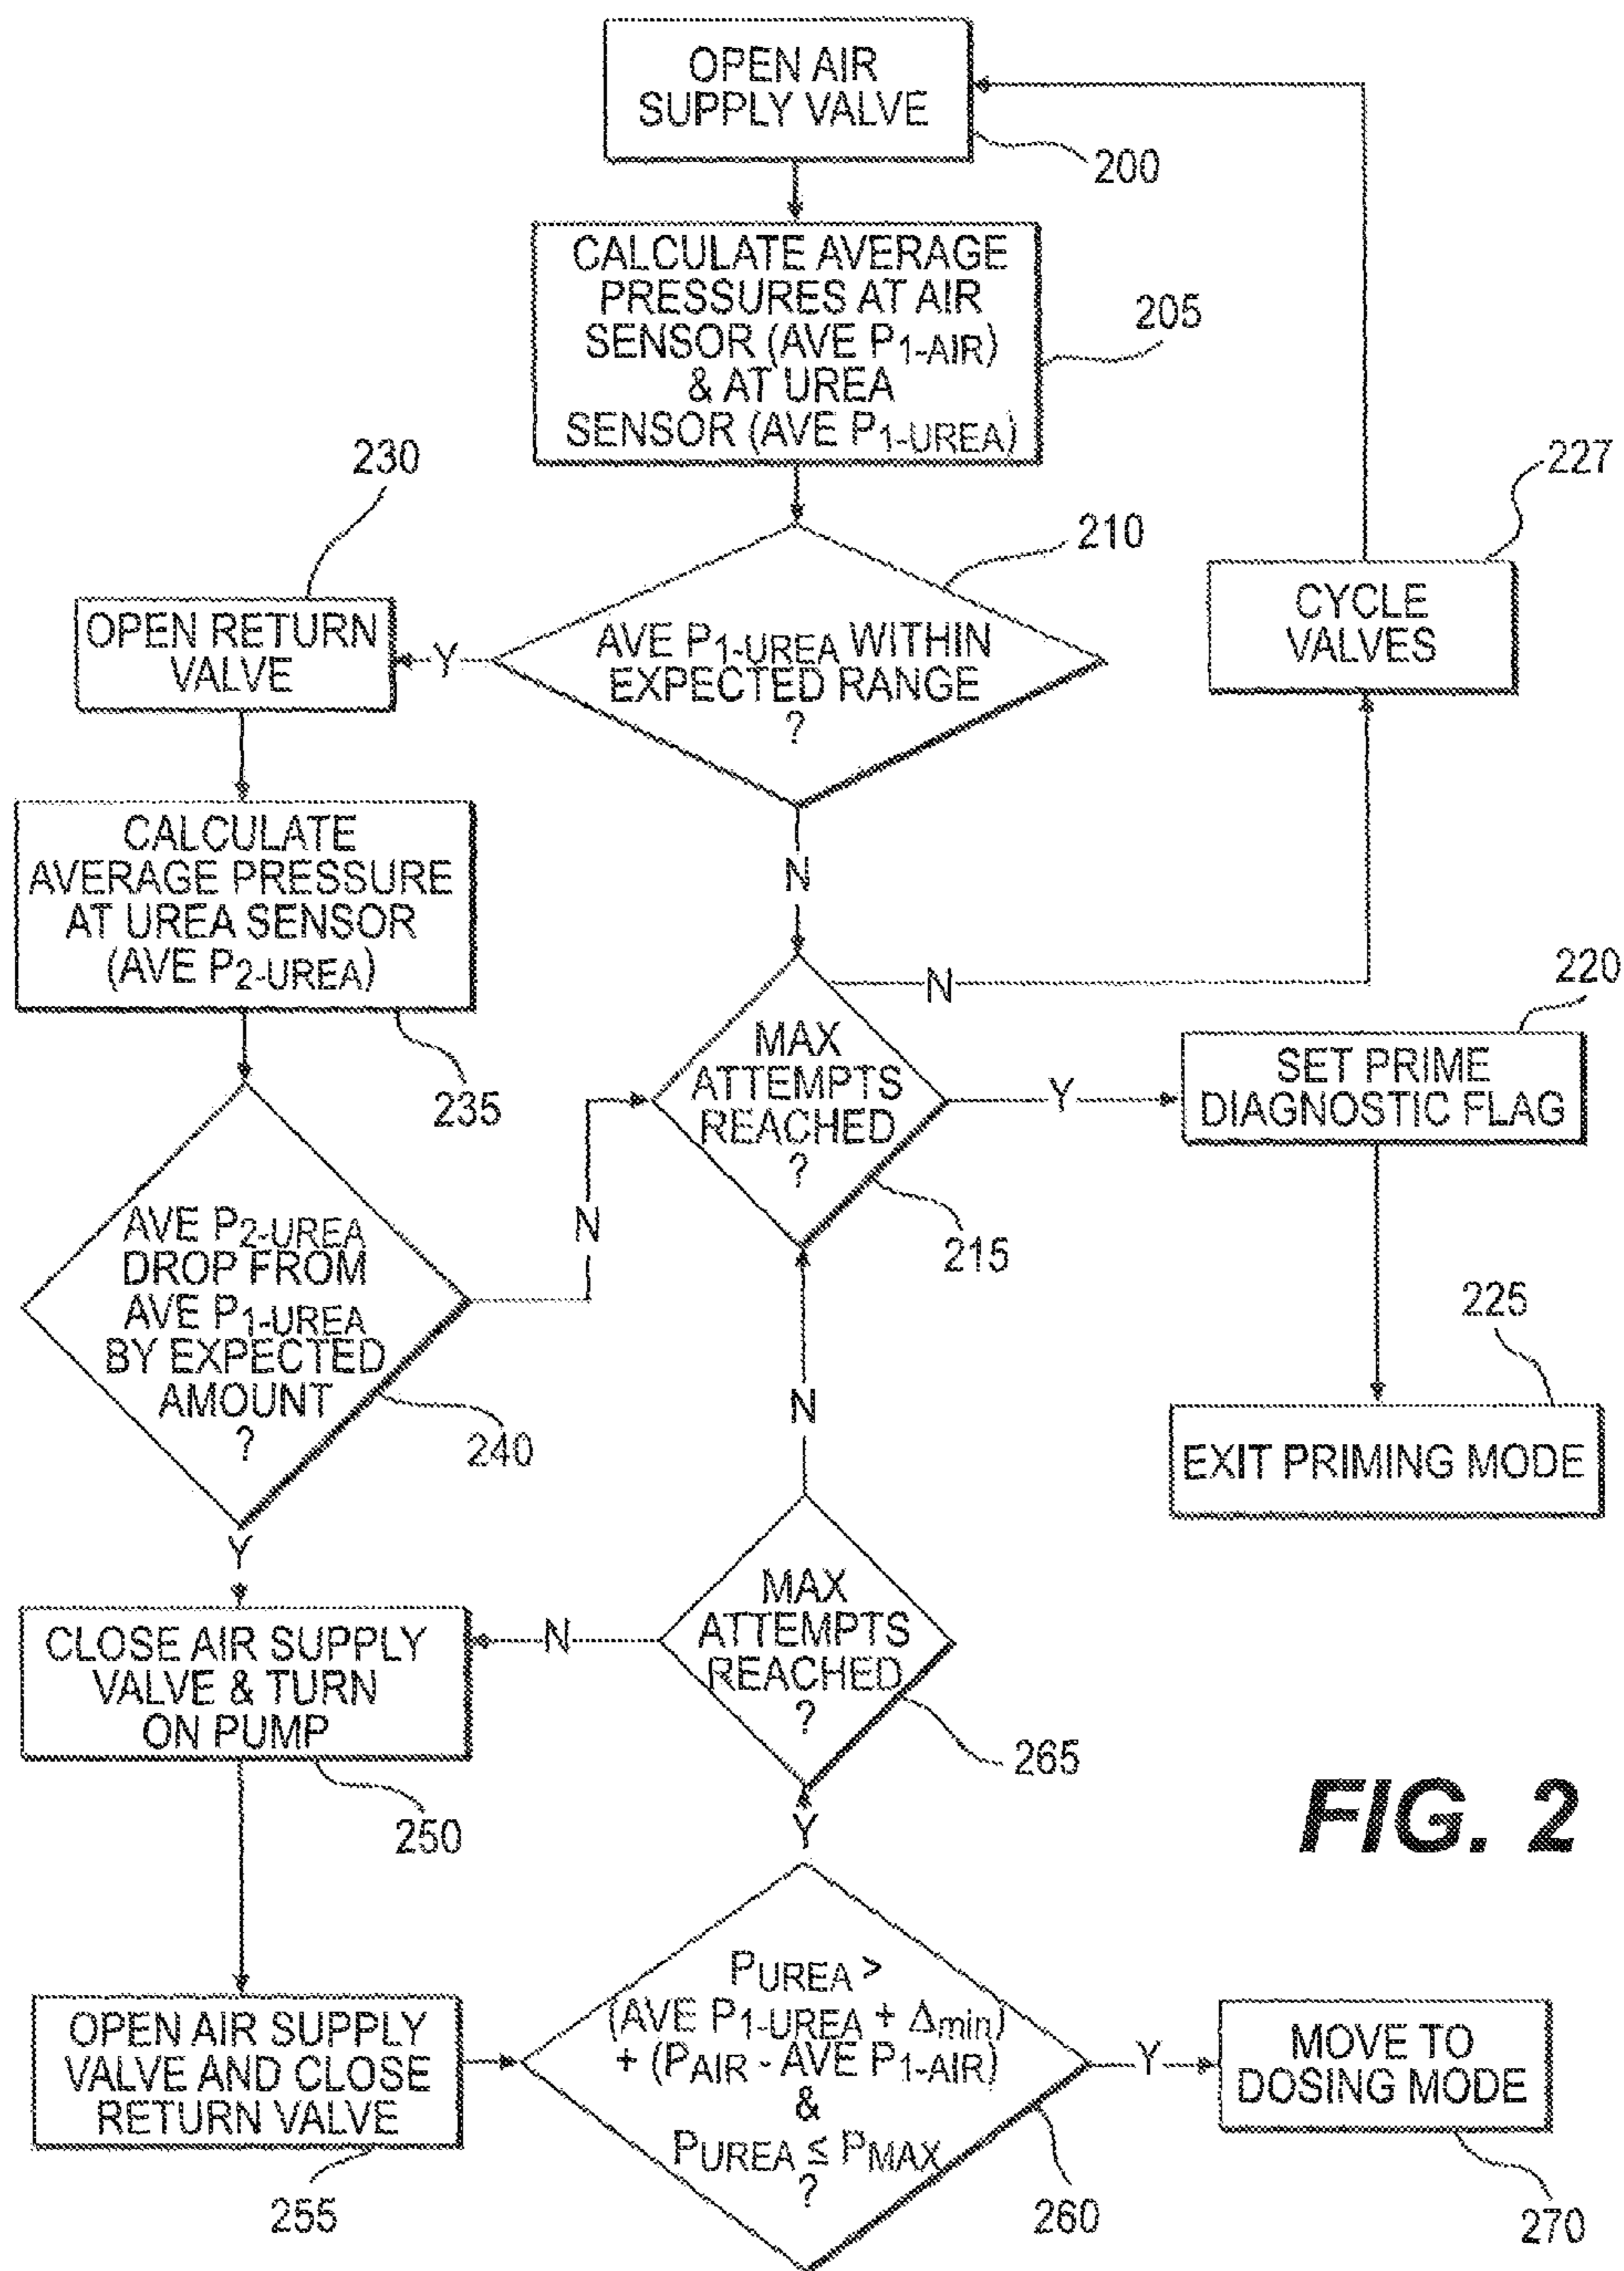 OPEN AIR
SUPPLY VALVE
200
CALCULATE AVERAGE
PRESSURES AT AIR
SENSOR (AVE P1-AIR)
& AT UREA
SENSOR (AVE P1-UREA)
205
230
227
210
OPEN RETURN
VALVE
Y
AVE P1-UREA WITHIN
EXPECTED RANGE
?
CYCLE
VALVES
CALCULATE
AVERAGE PRESSURE
AT UREA SENSOR
(AVE P2-UREA)
235
N
N
MAX
ATTEMPTS
REACHED
?
215
Y
220
SET PRIME
DIAGNOSTIC FLAG
AVE P2-UREA
DROP FROM
AVE P1-UREA
BY EXPECTED
AMOUNT
?
240
N
N
225
EXIT PRIMING MODE
Y
CLOSE AIR SUPPLY
VALVE & TURN
ON PUMP
250
N
MAX
ATTEMPTS
REACHED
?
265
FIG. 2
Y
OPEN AIR SUPPLY
VALVE AND CLOSE
RETURN VALVE
255
PUREA >
(AVE P1-UREA + Δmin)
+ (PAIR - AVE P1-AIR)
&
PUREA ≤ PMAX
?
260
Y
MOVE TO
DOSING MODE
270